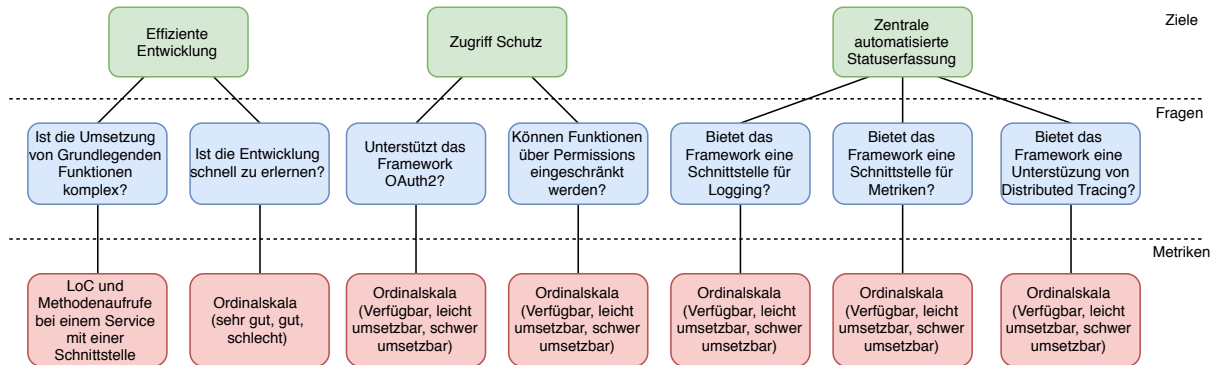 Effiziente
Entwicklung
Zugriff Schutz
Zentrale
automatisierte
Statuserfassung
Ziele
Fragen
Ist die Umsetzung
von Grundlegenden
Funktionen
komplex?
Ist die Entwicklung
schnell zu erlernen?
Unterstützt das
Framework
OAuth2?
Können Funktionen
über Permissions
eingeschränkt
werden?
Bietet das
Framework eine
Schnittstelle für
Logging?
Bietet das
Framework eine
Schnittstelle für
Metriken?
Bietet das
Framework eine
Unterstüzung von
Distributed Tracing?
Metriken
LoC und
Methodenaufrufe
bei einem Service
mit einer
Schnittstelle
Ordinalskala
(sehr gut, gut,
schlecht)
Ordinalskala
(Verfügbar, leicht
umsetzbar, schwer
umsetzbar)
Ordinalskala
(Verfügbar, leicht
umsetzbar, schwer
umsetzbar)
Ordinalskala
(Verfügbar, leicht
umsetzbar, schwer
umsetzbar)
Ordinalskala
(Verfügbar, leicht
umsetzbar, schwer
umsetzbar)
Ordinalskala
(Verfügbar, leicht
umsetzbar, schwer
umsetzbar)